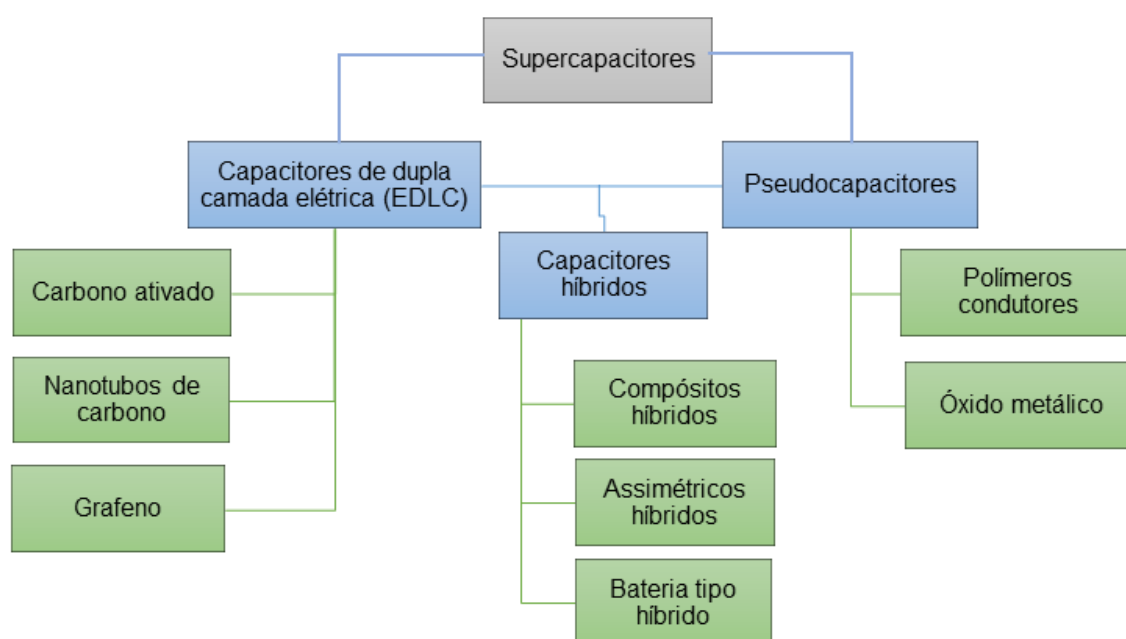 Supercapacitores
Capacitores de dupla
camada elétrica (EDLC)
Pseudocapacitores
Capacitores
híbridos
Carbono ativado
Nanotubos de
carbono
Grafeno
Compósitos
híbridos
Assimétricos
híbridos
Bateria tipo
híbrido
Polímeros
condutores
Óxido metálico